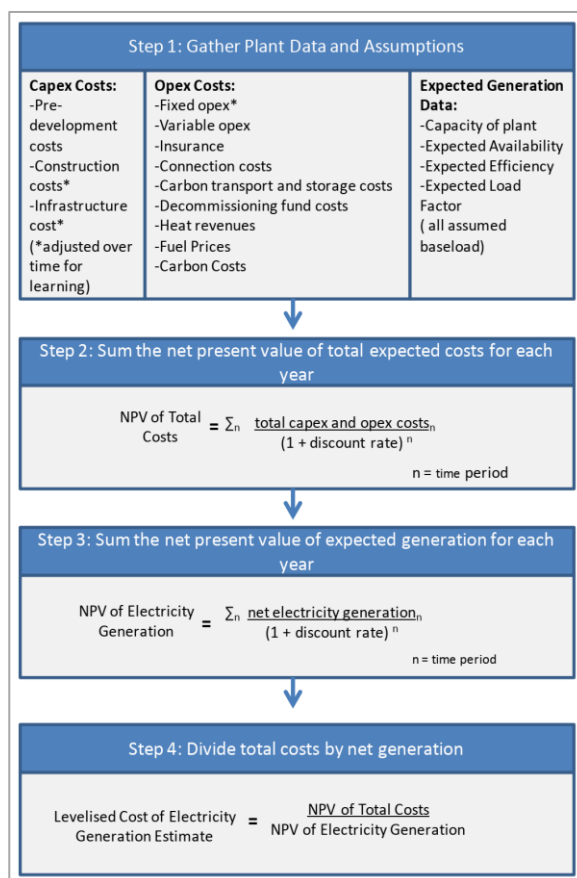 Step 1: Gather Plant Data and Assumptions
Capex Costs:
-Pre-
development
costs
-Construction
costs*
-Infrastructure
cost*
(*adjusted over
time for
learning)
Opex Costs:
-Fixed opex*
-Variable opex
-Insurance
-Connection costs
-Carbon transport and storage costs
-Decommissioning fund costs
-Heat revenues
-Fuel Prices
-Carbon Costs
Expected Generation
Data:
-Capacity of plant
-Expected Availability
-Expected Efficiency
-Expected Load
Factor
( all assumed
baseload)
Step 2: Sum the net present value of total expected costs for each
year
NPV of Total
Costs
= ∑n total capex and opex costsn
(1 + discount rate) n
n = time period
Step 3: Sum the net present value of expected generation for each
year
NPV of Electricity
Generation
= ∑n net electricity generationn
(1 + discount rate) n
n = time period
Step 4: Divide total costs by net generation
Levelised Cost of Electricity
Generation Estimate
= NPV of Total Costs
NPV of Electricity Generation